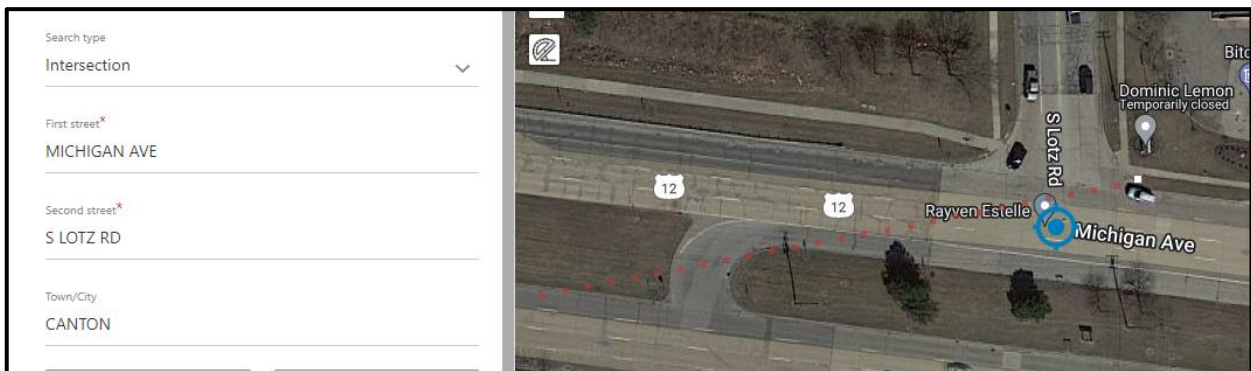 Search type
Intersection
First street*
MICHIGAN AVE
Second street*
S LOTZ RD
Town/City
CANTON
Bitc
Dominic Lemon
Temporarily closed
S Lotz Rd
12
12
Rayven Estelle
Michigan Ave